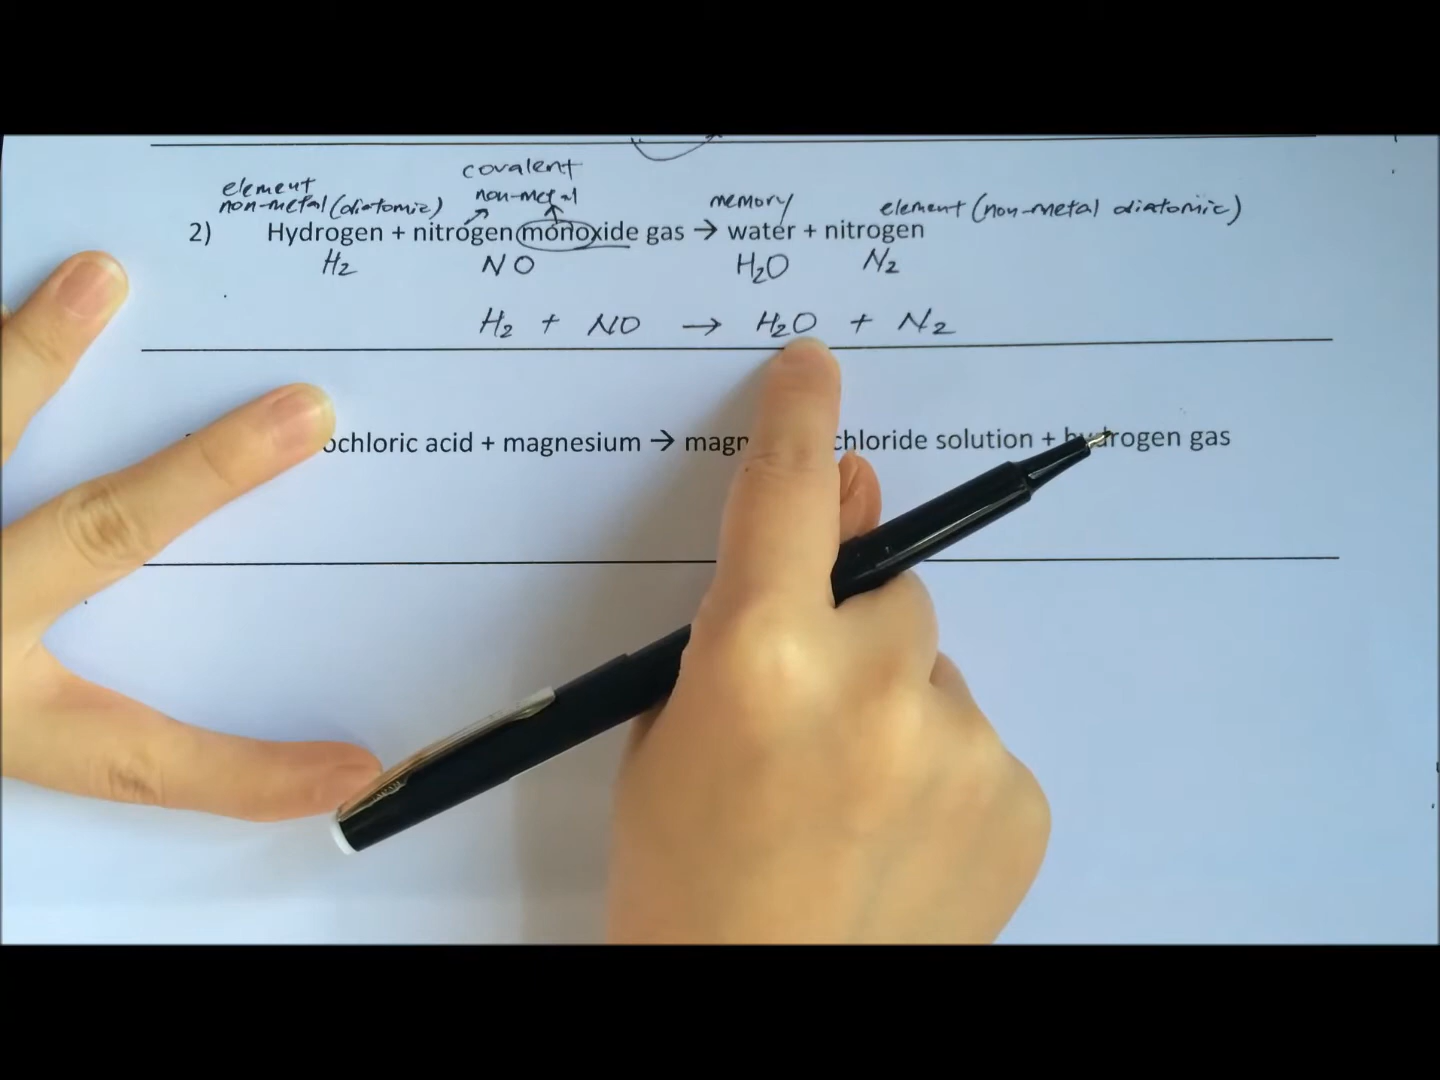 element
non-metal (diatomic)
covalent
non-metal
memory
element (non-metal diatomic)
2) Hydrogen + nitrogen monoxide gas → water + nitrogen
H2 NO H2O N2
H2 + NO → H2O + N2
ochloric acid + magnesium → magn chloride solution + hydrogen gas